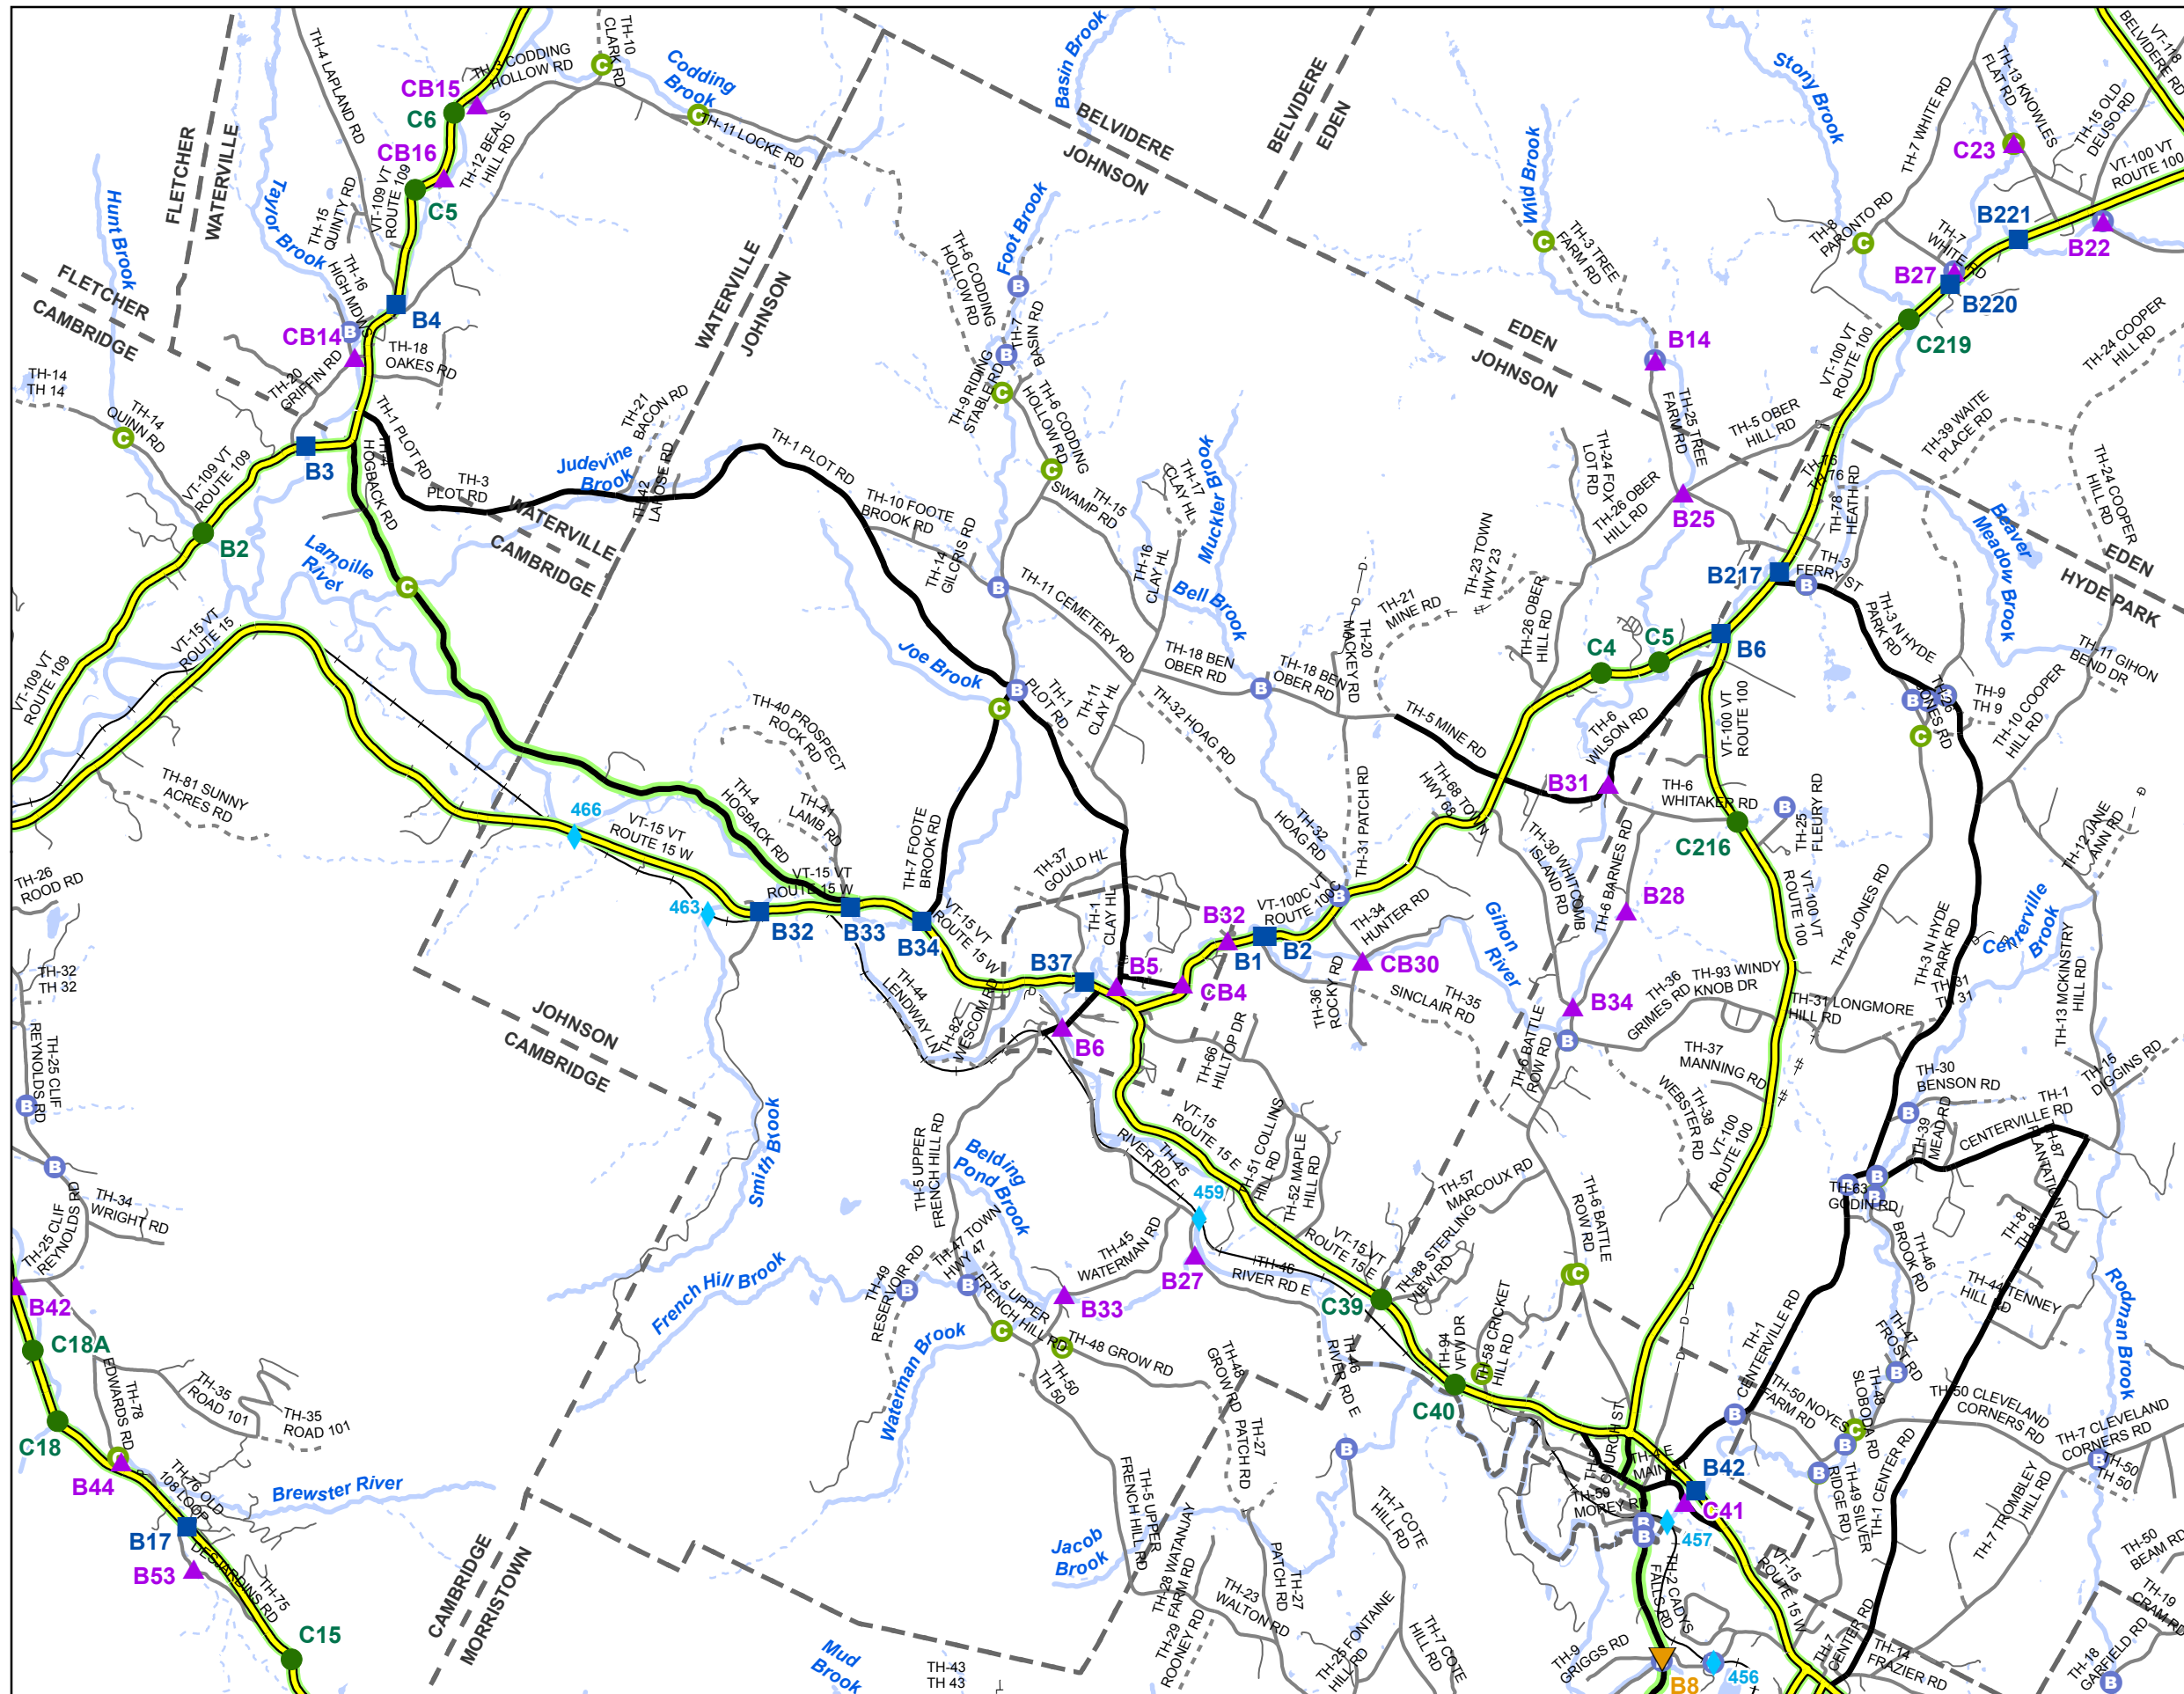 TH-4 LAPLAND RD
TH-3 CODDING
HOLLOW RD
TH-10
CLARK RD
Codding
Brook
TH-11 LOCKE RD
Basin Brook
BELVIDERE
JOHNSON
BELVIDERE
EDEN
Stony Brook
TH-7 WHITE RD
TH-13 KNOWLES
FLAT RD
TH-15 OLD
DEUSO RD
VT-118
BELVIDERE RD
VT-100 VT
ROUTE 100
CB15
C6
CB16
C5
TH-12 BEALS
HILL RD
VT-109 VT
ROUTE 109
FLETCHER
WATERVILLE
Hunt Brook
Taylor Brook
TH-15
QUINTY RD
TH-16
HIGH MDWS
Foot Brook
Wild Brook
TH-3 TREE
FARM RD
TH-8
PARONTO RD
TH-7
WHITE RD
C23
B221
B22
B27
B220
C219
FLETCHER
CAMBRIDGE
WATERVILLE
JOHNSON
B4
CB14
TH-18
OAKES RD
TH-20
GRIFFIN RD
TH-6 CODDING
HOLLOW RD
TH-7
BASIN RD
TH-9 RIDING
STABLE RD
TH-6 CODDING
HOLLOW RD
EDEN
JOHNSON
B14
TH-25 TREE
FARM RD
TH-5 OBER
HILL RD
VT-100 VT
ROUTE 100
TH-24 COOPER
HILL RD
TH-39 WAITE
PLACE RD
TH-24 COOPER
HILL RD
TH-14
TH 14
TH-14
QUINN RD
VT-109 VT
ROUTE 109
B3
B2
TH-1 PLOT RD
TH-4
HOGBACK RD
TH-3
PLOT RD
TH-21
BACON RD
Judevine
Brook
TH-42
LAROSE RD
TH-1 PLOT RD
WATERVILLE
CAMBRIDGE
TH-10 FOOTE
BROOK RD
TH-14
GILCRIS RD
SWAMP RD
TH-15
TH-17
CLAY HL
Muckler Brook
TH-16
CLAY HL
Bell Brook
TH-11 CEMETERY RD
TH-23 TOWN
HWY 23
TH-21
MINE RD
TH-24 FOX
LOT RD
TH-26 OBER
HILL RD
B25
TH-76
TH 76
TH-78
HEATH RD
TH-3
FERRY ST
B217
Beaver
Meadow Brook
EDEN
HYDE PARK
Lamoille
River
VT-15 VT
ROUTE 15
VT-109 VT
ROUTE 109
Joe Brook
PLOT RD
TH-1
TH-11
CLAY HL
TH-18 BEN
OBER RD
TH-18 BEN
OBER RD
TH-20
MACKEY RD
TH-26 OBER
HILL RD
C4
C5
B6
TH-3 N HYDE
PARK RD
TH-26
JONES RD
TH-9
TH 9
TH-11 GIHON
BEND DR
TH-10 COOPER
HILL RD
TH-32 HOAG RD
TH-5 MINE RD
TH-6
WILSON RD
VT-100 VT
ROUTE 100
B31
TH-6
WHITAKER RD
C216
TH-25
FLEURY RD
TH-12 JANE
ANN RD
TH-81 SUNNY
ACRES RD
466
TH-40 PROSPECT
ROCK RD
TH-4
HOGBACK RD
TH-41
LAMB RD
VT-15 VT
ROUTE 15 W
VT-15 VT
ROUTE 15 W
TH-7 FOOTE
BROOK RD
TH-37
GOULD HL
TH-1
CLAY HL
TH-32
HOAG RD
TH-31 PATCH RD
TH-68 TOWN
HWY 68
TH-30 WHITCOMB
ISLAND RD
TH-6 BARNES RD
B28
VT-100 VT
ROUTE 100
TH-26 JONES RD
TH-3 N HYDE
PARK RD
Centerville
Brook
TH-26
ROOD RD
463
B32
B33
B34
VT-15 VT
ROUTE 15 W
B37
B5
CB4
B32
B1
B2
VT-100C VT
ROUTE 100C
TH-34
HUNTER RD
CB30
TH-36
ROCKY RD
TH-35
SINCLAIR RD
Gihon
River
B34
TH-36
GRIMES RD
TH-93 WINDY
KNOB DR
TH-31 LONGMORE
HILL RD
TH-31
TH 31
TH-13 MCKINSTRY
HILL RD
TH-32
TH 32
JOHNSON
CAMBRIDGE
TH-44
LENDWAY LN
TH-82
WESCOM RD
B6
TH-66
HILLTOP DR
TH-6 BATTLE
ROW RD
TH-37
MANNING RD
TH-38
WEBSTER RD
TH-30
BENSON RD
TH-15
DIGGINS RD
TH-1
CENTERVILLE RD
TH-39
MEAD RD
TH-87
PLANTATION RD
TH-25 CLIF
REYNOLDS RD
Smith Brook
VT-15
ROUTE 15 E
RIVER RD E
TH-45
TH-51 COLLINS
HILL RD
TH-52 MAPLE
HILL RD
TH-57
MARCOUX RD
VT-100
ROUTE 100
TH-63
GODIN RD
TH-46
BROOK RD
TH-81
TH 81
TH-34
WRIGHT RD
TH-25 CLIF
REYNOLDS RD
TH-5 UPPER
FRENCH HILL RD
Belding
Pond Brook
459
TH-47 TOWN
HWY 47
TH-49
RESERVOIR RD
TH-5 UPPER
FRENCH HILL RD
TH-45
WATERMAN RD
B27
B33
TH-46
RIVER RD E
VT-15 VT
ROUTE 15 E
TH-88 STERLING
VIEW RD
TH-6 BATTLE
ROW RD
C39
TH-44 TENNEY
HILL RD
Rodman Brook
B42
C18A
French Hill Brook
Waterman Brook
TH-48 GROW RD
TH-50
TH 50
TH-48
GROW RD
TH-46
RIVER RD E
TH-94
VFW DR
TH-58 CRICKET
HILL RD
C40
TH-1
CENTERVILLE RD
TH-47
FROST RD
TH-50 NOYES
FARM RD
TH-48
SLOBODA RD
TH-50 CLEVELAND
CORNERS RD
TH-7 CLEVELAND
CORNERS RD
TH-50
TH 50
TH-78
EDWARDS RD
TH-35
ROAD 101
TH-35
ROAD 101
C18
B44
TH-76 OLD
108 LOOP
Brewster River
B17
B53
DESJARDINS RD
TH-75
C15
CAMBRIDGE
MORRISTOWN
Jacob
Brook
TH-5 UPPER
FRENCH HILL RD
TH-27
PATCH RD
TH-28 WATANJAY
FARM RD
TH-27
PATCH RD
TH-23
WALTON RD
TH-29
ROONEY RD
TH-7 COTE
HILL RD
TH-25 FONTAINE
HILL RD
TH-7 COTE
HILL RD
CHURCH ST
MAIN ST
TH-59
MOREY RD
B42
C41
457
TH-2 CADYS
FALLS RD
VT-15
ROUTE 15 W
TH-49 SILVER
RIDGE RD
TH-1 CENTER RD
TH-7 TROMBLEY
HILL RD
TH-50
BEAM RD
TH-19
CRAM RD
TH-18
GARFIELD RD
TH-7
CENTER RD
TH-14
FRAZIER RD
TH-9
GRIGGS RD
B8
456
Mud
Brook
TH-43
TH 43